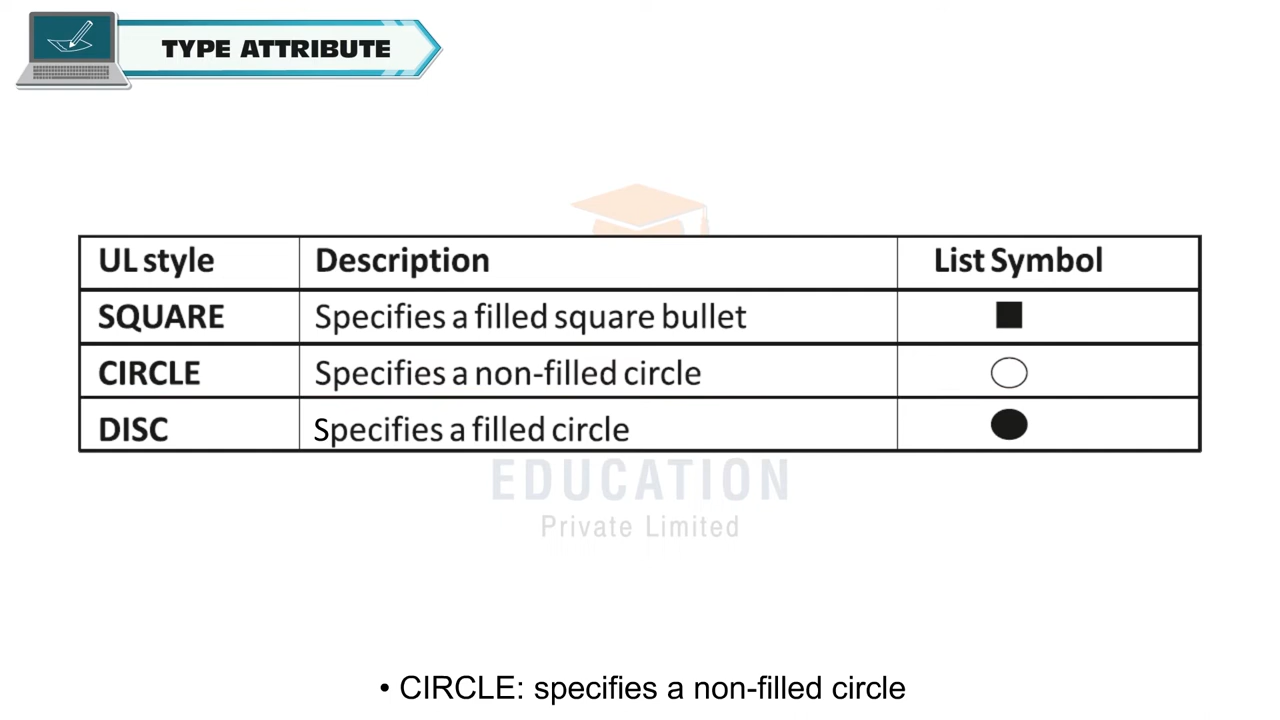 TYPE ATTRIBUTE
UL style Description List Symbol
SQUARE Specifies a filled square bullet
CIRCLE Specifies a non-filled circle
DISC Specifies a filled circle
EDUCATION
Private Limited
• CIRCLE: specifies a non-filled circle